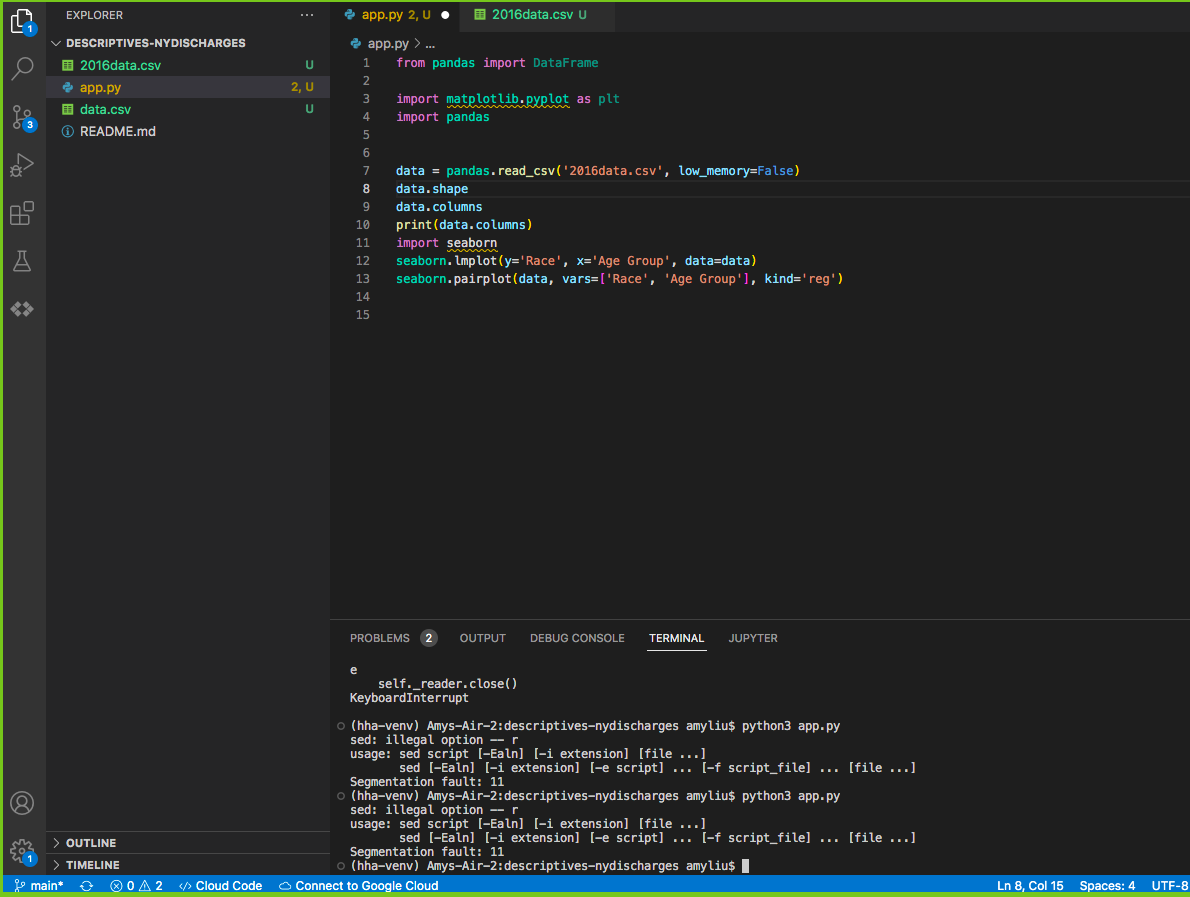 EXPLORER
DESCRIPTIVES-NYDISCHARGES
2016data.csv U
app.py 2, U
data.csv U
README.md
OUTLINE
TIMELINE
app.py 2, U
2016data.csv U
app.py > ...
1 from pandas import DataFrame
2
3 import matplotlib.pyplot as plt
4 import pandas
5
6
7 data = pandas.read_csv('2016data.csv', low_memory=False)
8 data.shape
9 data.columns
10 print(data.columns)
11 import seaborn
12 seaborn.lmplot(y='Race', x='Age Group', data=data)
13 seaborn.pairplot(data, vars=['Race', 'Age Group'], kind='reg')
14
15
PROBLEMS 2 OUTPUT DEBUG CONSOLE TERMINAL JUPYTER
e
self._reader.close()
KeyboardInterrupt
(hha-venv) Amys-Air-2:descriptives-nydischarges amyliu$ python3 app.py
sed: illegal option -- r
usage: sed script [-Ealn] [-i extension] [file ...]
sed [-Ealn] [-i extension] [-e script] ... [-f script_file] ... [file ...]
Segmentation fault: 11
(hha-venv) Amys-Air-2:descriptives-nydischarges amyliu$ python3 app.py
sed: illegal option -- r
usage: sed script [-Ealn] [-i extension] [file ...]
sed [-Ealn] [-i extension] [-e script] ... [-f script_file] ... [file ...]
Segmentation fault: 11
(hha-venv) Amys-Air-2:descriptives-nydischarges amyliu$
1
3
1
main* 0 2 Cloud Code Connect to Google Cloud Ln 8, Col 15 Spaces: 4 UTF-8